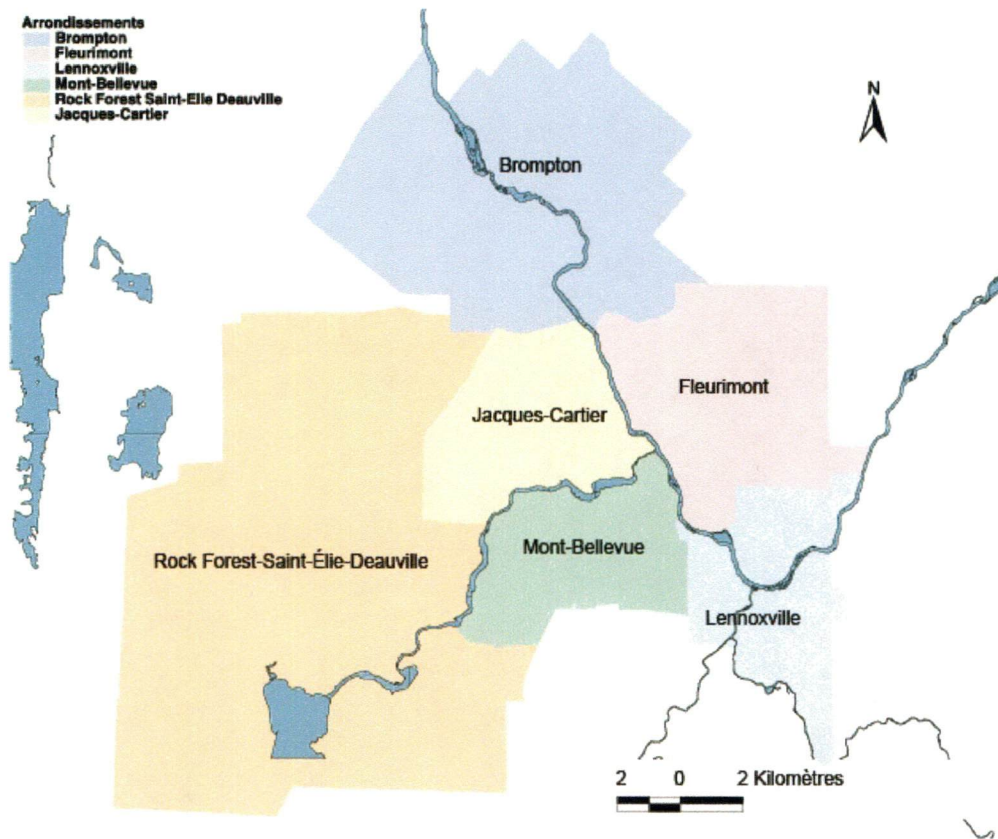 Arrondissements
Brompton
Fleurimont
Lennoxville
Mont-Bellevue
Rock Forest Saint-Elie Deauville
Jacques-Cartier
N
Brompton
Fleurimont
Jacques-Cartier
Rock Forest-Saint-Élie-Deauville
Mont-Bellevue
Lennoxville
2 0 2 Kilomètres